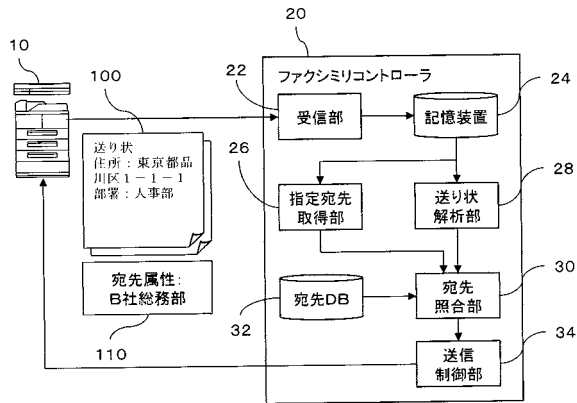 20
10
ファクシミリコントローラ
100
22
24
受信部
記憶装置
送り状
住所：東京都品
川区1－1－1
部署：人事部
26
28
指定宛先
取得部
送り状
解析部
宛先属性：
B社総務部
110
32
宛先DB
宛先
照合部
30
送信
制御部
34